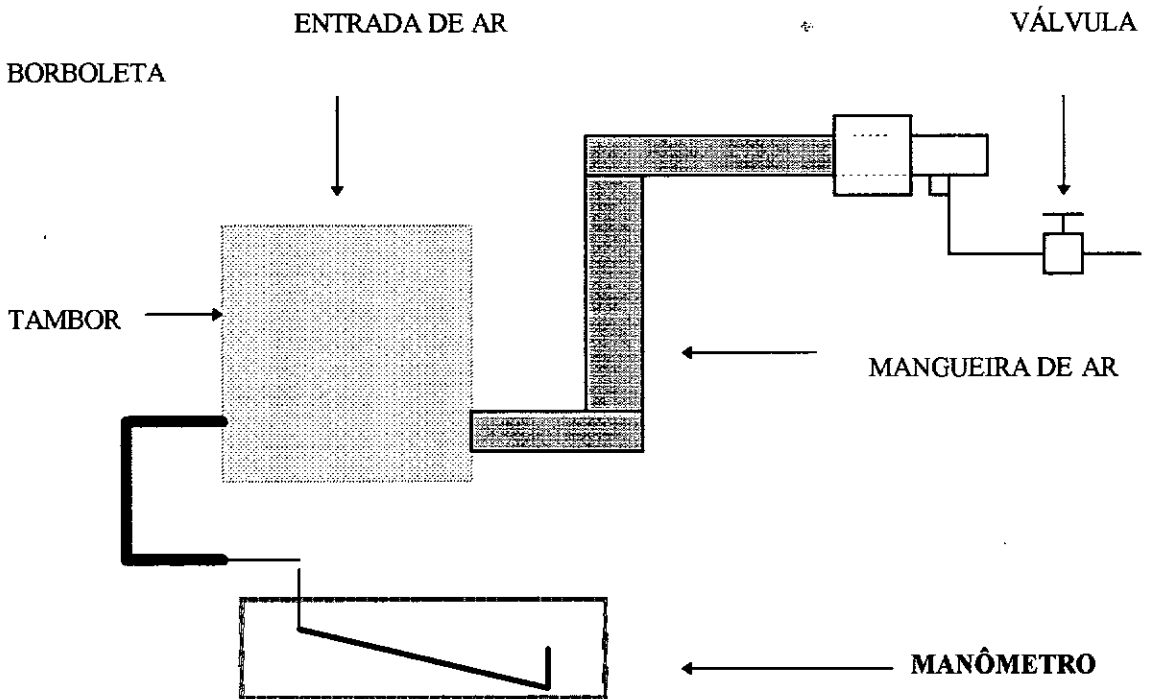 ENTRADA DE AR
VÁLVULA
BORBOLETA
TAMBOR
MANGUEIRA DE AR
MANÔMETRO